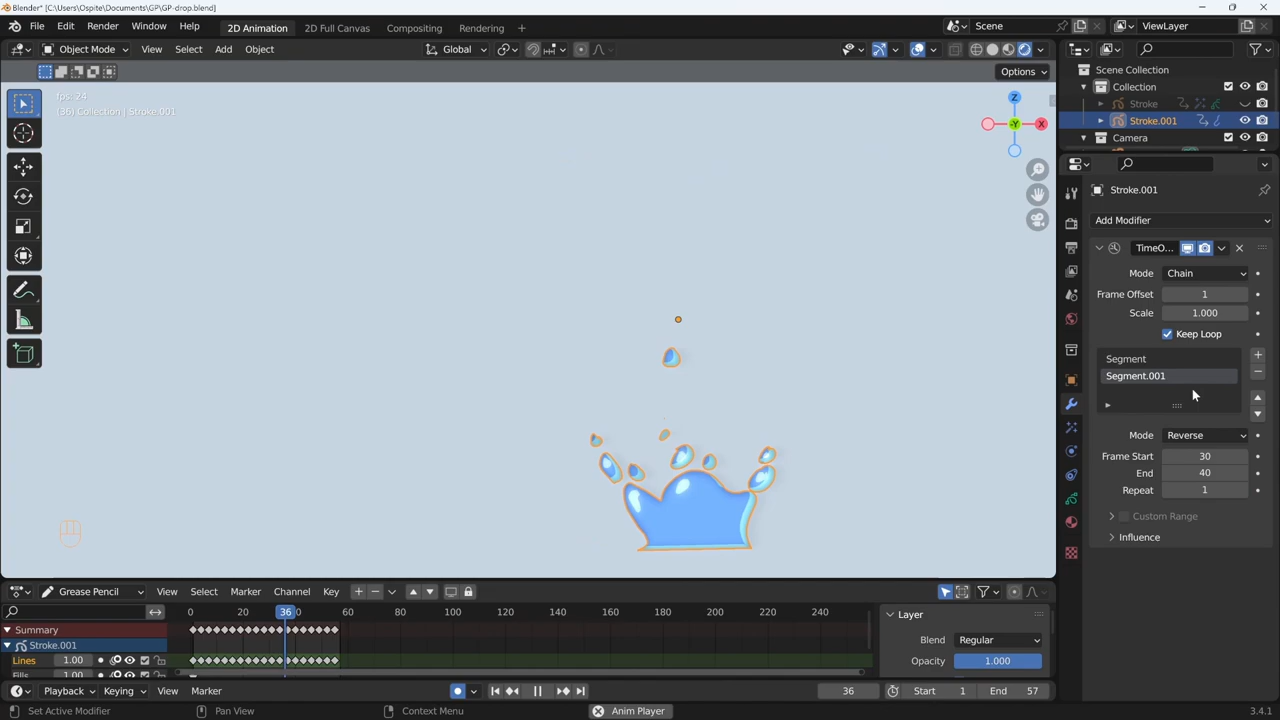 Blender* [C:\Users\Ospite\Documents\GP\GP-drop.blend]
File Edit Render Window Help 2D Animation 2D Full Canvas Compositing Rendering + Scene ViewLayer
Object Mode View Select Add Object Global
Options
fps: 24
(36) Collection | Stroke.001
Z
-Y
X
Scene Collection
Collection
Stroke
Stroke.001
Camera
Stroke.001
Add Modifier
TimeO...
Mode Chain
Frame Offset 1
Scale 1.000
Keep Loop
Segment
Segment.001
Mode Reverse
Frame Start 30
End 40
Repeat 1
Custom Range
Influence
Grease Pencil View Select Marker Channel Key
0 20 36 40 60 80 100 120 140 160 180 200 220 240
Summary
Stroke.001
Lines 1.00
Fills 1.00
Layer
Blend Regular
Opacity 1.000
Playback Keying View Marker 36 Start 1 End 57
Set Active Modifier Pan View Context Menu Anim Player 3.4.1